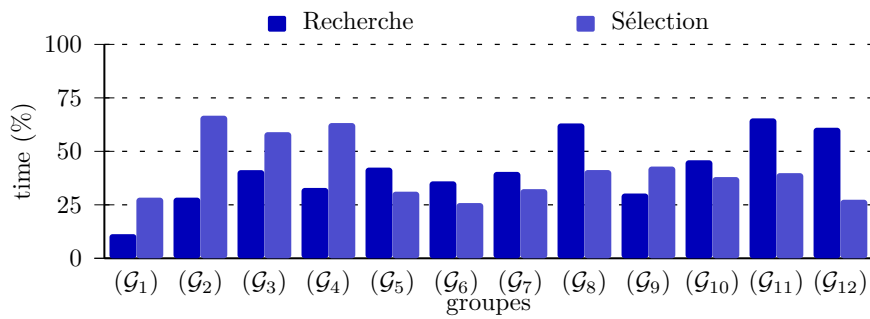 Recherche Sélection
100
75
50
25
0
time (%)
(𝒢₁) (𝒢₂) (𝒢₃) (𝒢₄) (𝒢₅) (𝒢₆) (𝒢₇) (𝒢₈) (𝒢₉) (𝒢₁₀) (𝒢₁₁) (𝒢₁₂)
groupes